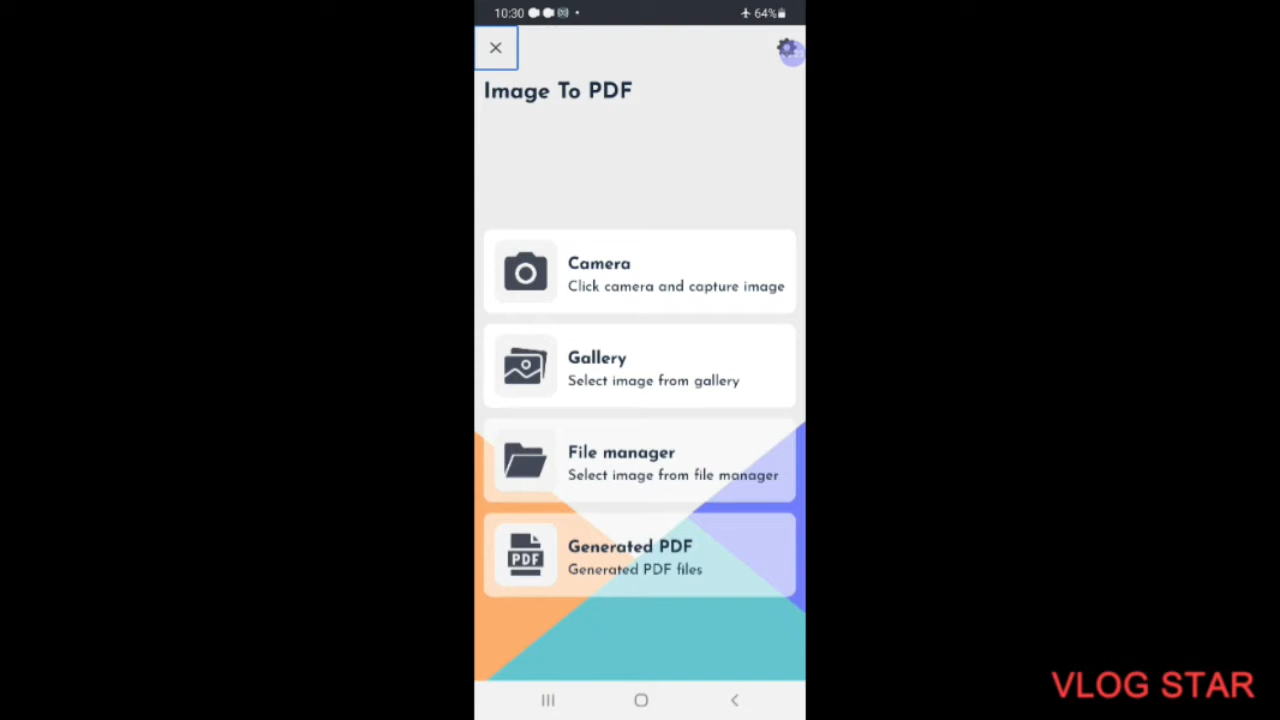 10:30
64%
Image To PDF
Camera
Click camera and capture image
Gallery
Select image from gallery
File manager
Select image from file manager
PDF
Generated PDF
Generated PDF files
VLOG STAR